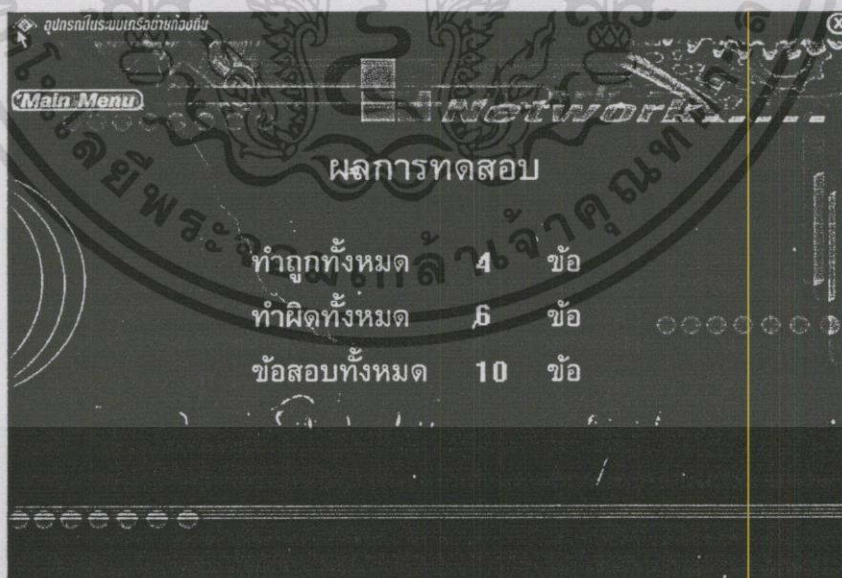 อุปกรณ์ในระบบเครือข่ายท้องถิ่น
Main Menu
Network
ผลการทดสอบ
ทำถูกทั้งหมด 4 ข้อ
ทำผิดทั้งหมด 6 ข้อ
ข้อสอบทั้งหมด 10 ข้อ